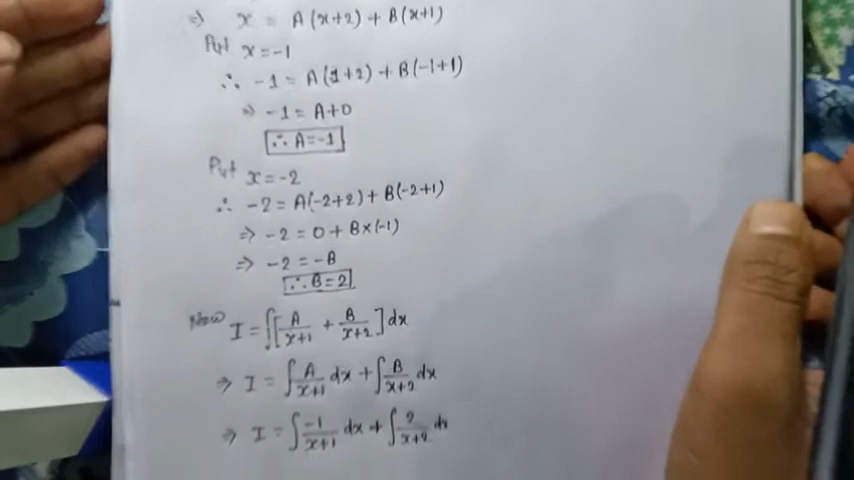 ⇒ x = A(x+2) + B(x+1)
Put x = -1
∴ -1 = A(1+2) + B(-1+1)
⇒ -1 = A+0
∴ A = -1
Put x = -2
∴ -2 = A(-2+2) + B(-2+1)
⇒ -2 = 0 + B×(-1)
⇒ -2 = -B
∴ B = 2
Now I = ∫[A/(x+1) + B/(x+2)] dx
⇒ I = ∫ A/(x+1) dx + ∫ B/(x+2) dx
⇒ I = ∫ -1/(x+1) dx + ∫ 2/(x+2) dx